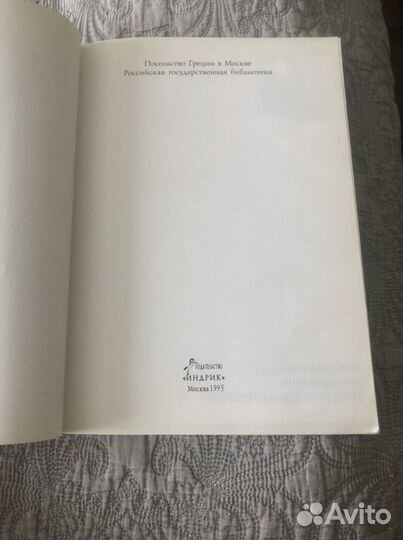 Посольство Греции в Москве
Российская государственная библиотека
Издательство
«ИНДРИК»
Москва 1995
Avito